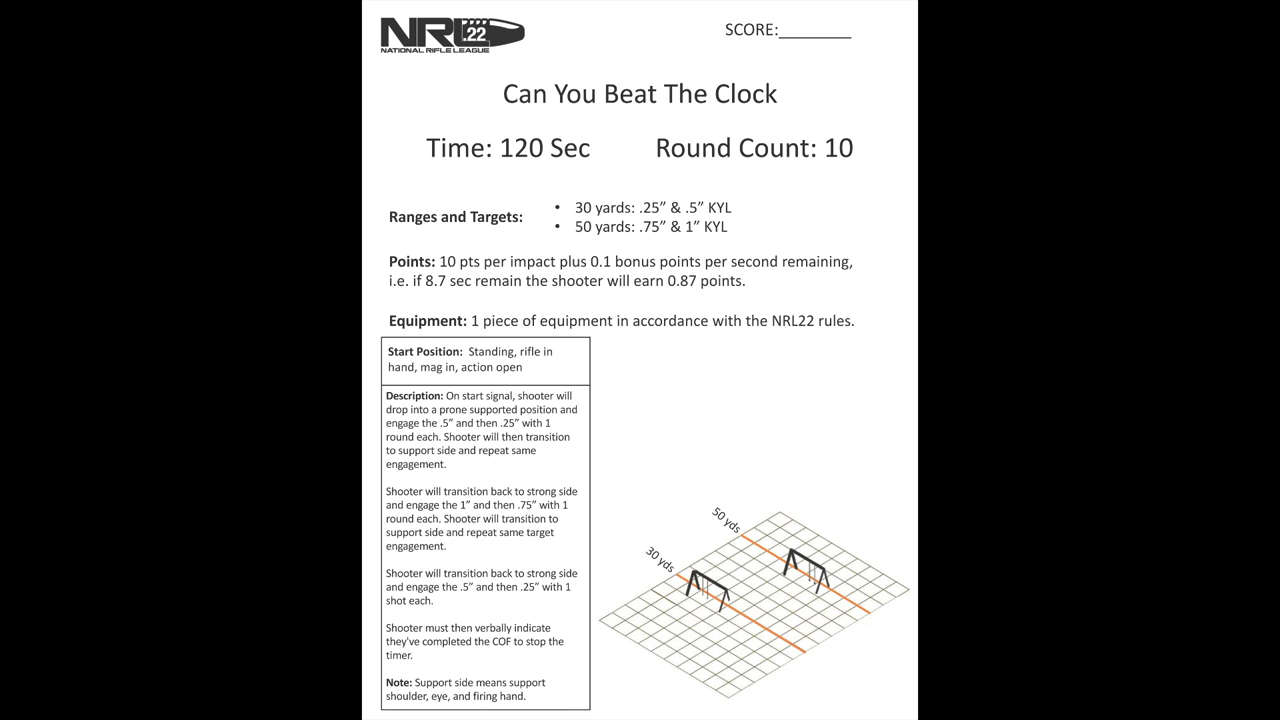 NRL .22
NATIONAL RIFLE LEAGUE
SCORE:_________
Can You Beat The Clock
Time: 120 Sec Round Count: 10
Ranges and Targets:
• 30 yards: .25” & .5” KYL
• 50 yards: .75” & 1” KYL
Points: 10 pts per impact plus 0.1 bonus points per second remaining,
i.e. if 8.7 sec remain the shooter will earn 0.87 points.
Equipment: 1 piece of equipment in accordance with the NRL22 rules.
Start Position: Standing, rifle in
hand, mag in, action open
Description: On start signal, shooter will
drop into a prone supported position and
engage the .5” and then .25” with 1
round each. Shooter will then transition
to support side and repeat same
engagement.
Shooter will transition back to strong side
and engage the 1” and then .75” with 1
round each. Shooter will transition to
support side and repeat same target
engagement.
Shooter will transition back to strong side
and engage the .5” and then .25” with 1
shot each.
Shooter must then verbally indicate
they've completed the COF to stop the
timer.
Note: Support side means support
shoulder, eye, and firing hand.
50 yds
30 yds